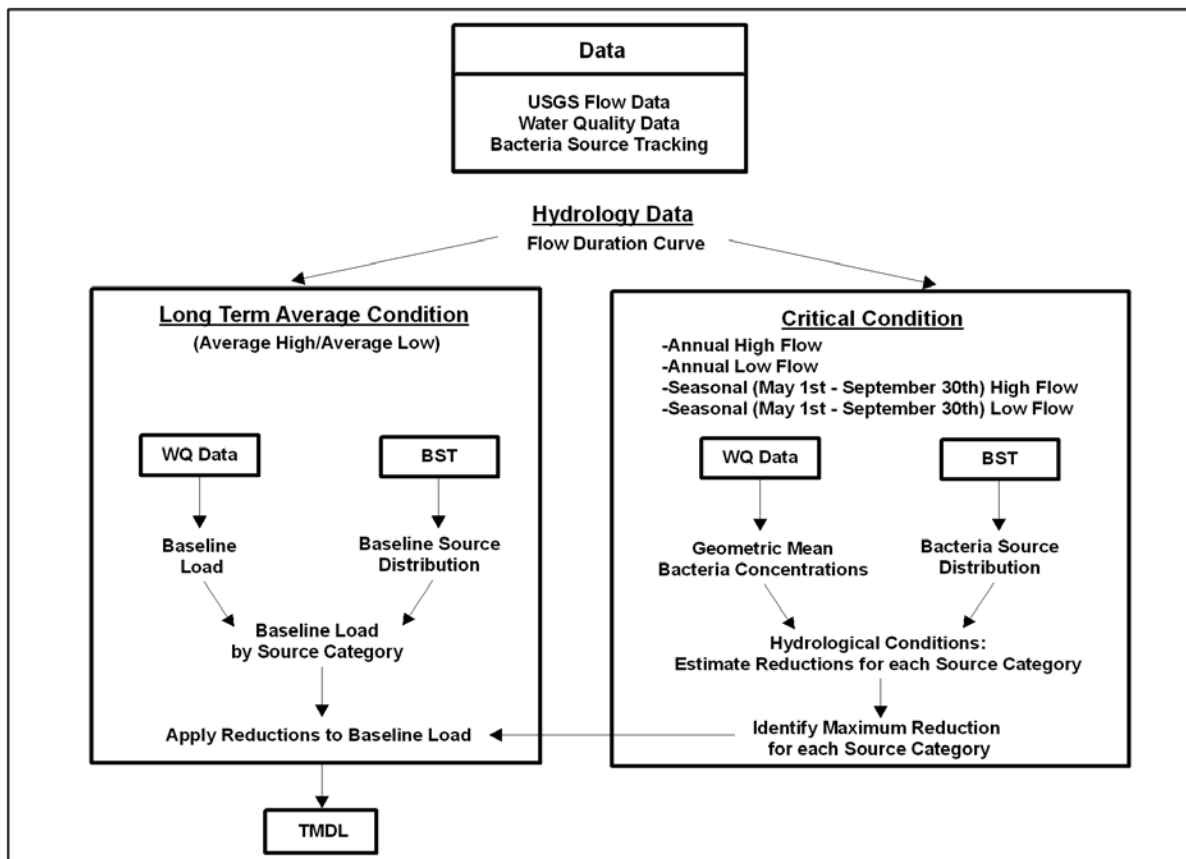 Data
USGS Flow Data
Water Quality Data
Bacteria Source Tracking
Hydrology Data
Flow Duration Curve
Long Term Average Condition
(Average High/Average Low)
WQ Data
BST
Baseline
Load
Baseline Source
Distribution
Baseline Load
by Source Category
Apply Reductions to Baseline Load
TMDL
Critical Condition
-Annual High Flow
-Annual Low Flow
-Seasonal (May 1st - September 30th) High Flow
-Seasonal (May 1st - September 30th) Low Flow
WQ Data
BST
Geometric Mean
Bacteria Concentrations
Bacteria Source
Distribution
Hydrological Conditions:
Estimate Reductions for each Source Category
Identify Maximum Reduction
for each Source Category